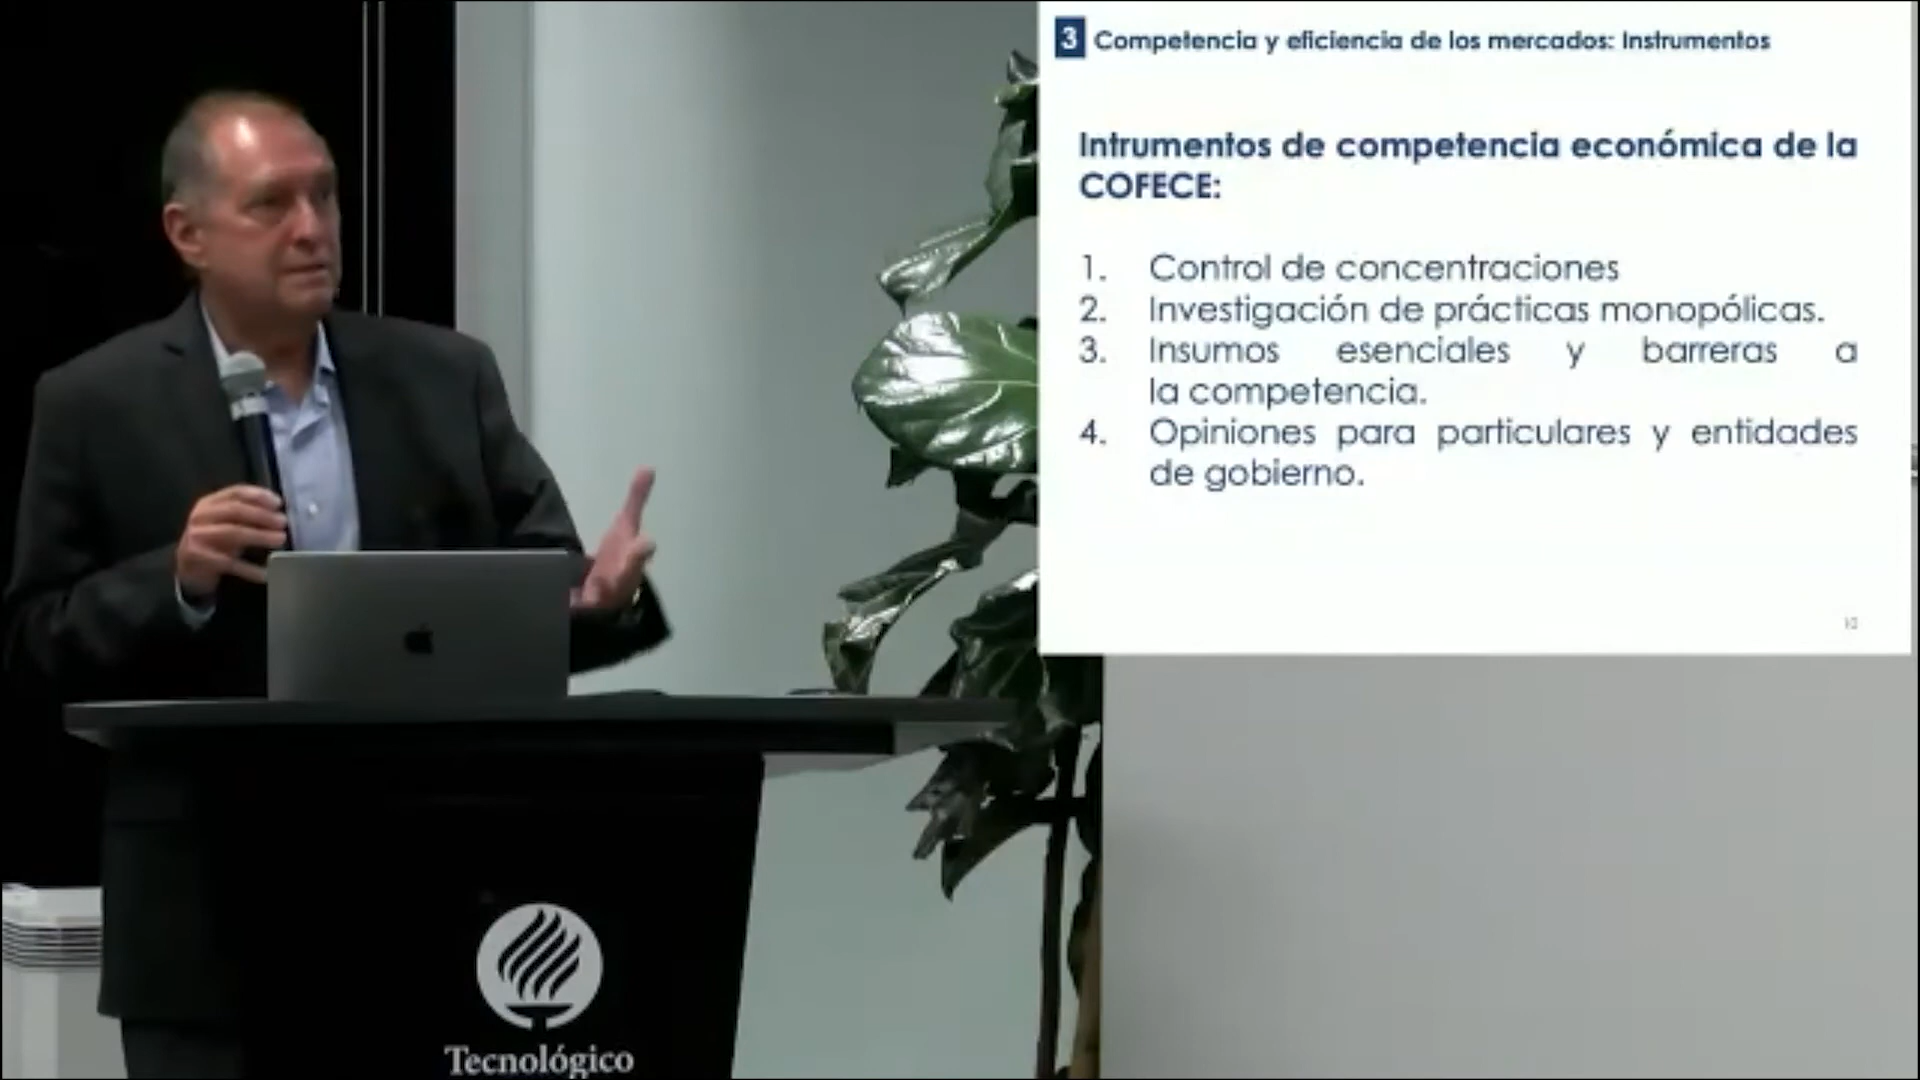 3 Competencia y eficiencia de los mercados: Instrumentos
Intrumentos de competencia económica de la
COFECE:
1. Control de concentraciones
2. Investigación de prácticas monopólicas.
3. Insumos esenciales y barreras a
la competencia.
4. Opiniones para particulares y entidades
de gobierno.
10
Tecnológico